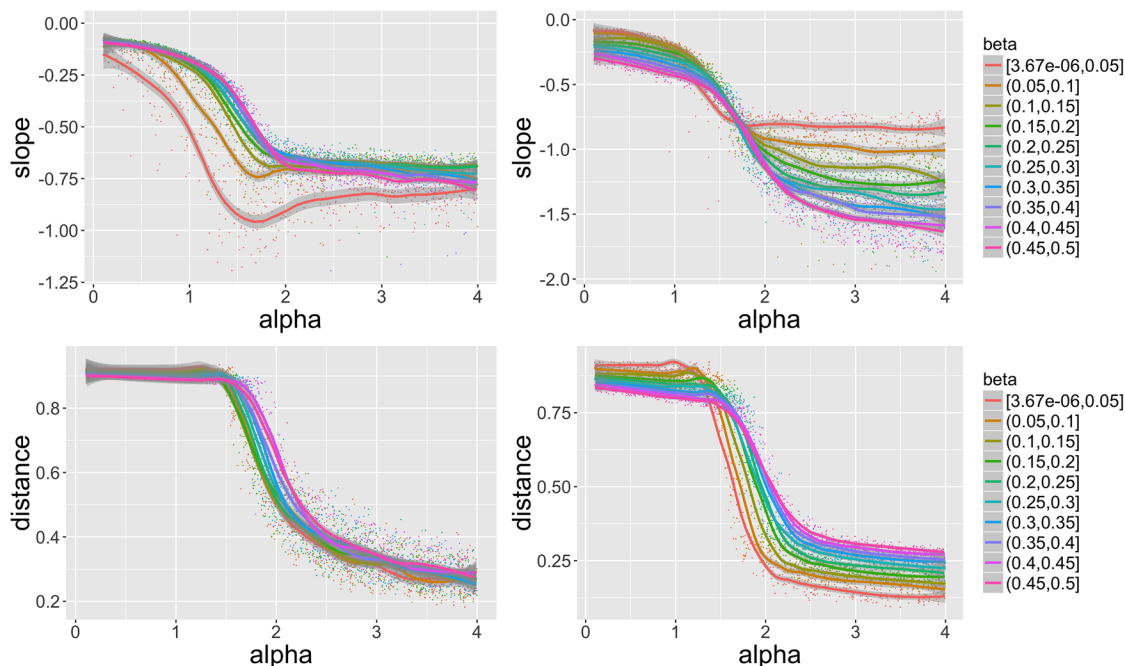 0.00
-0.25
-0.50
-0.75
-1.00
-1.25
slope
0 1 2 3 4
alpha
0.0
-0.5
-1.0
-1.5
-2.0
slope
0 1 2 3 4
alpha
beta
[3.67e-06,0.05]
(0.05,0.1]
(0.1,0.15]
(0.15,0.2]
(0.2,0.25]
(0.25,0.3]
(0.3,0.35]
(0.35,0.4]
(0.4,0.45]
(0.45,0.5]
0.8
0.6
0.4
0.2
distance
0 1 2 3 4
alpha
0.75
0.50
0.25
distance
0 1 2 3 4
alpha
beta
[3.67e-06,0.05]
(0.05,0.1]
(0.1,0.15]
(0.15,0.2]
(0.2,0.25]
(0.25,0.3]
(0.3,0.35]
(0.35,0.4]
(0.4,0.45]
(0.45,0.5]